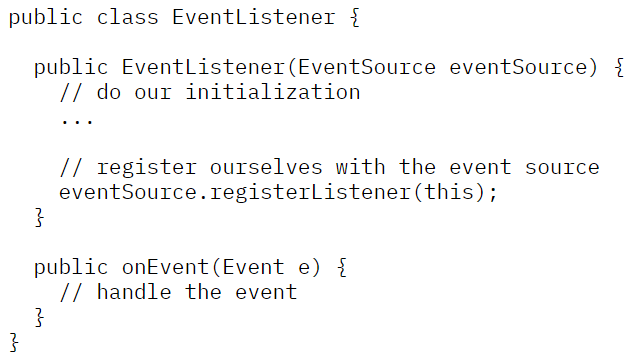 public class EventListener {
  public EventListener(EventSource eventSource) {
    // do our initialization
    ...
    // register ourselves with the event source
    eventSource.registerListener(this);
  }
  public onEvent(Event e) {
    // handle the event
  }
}